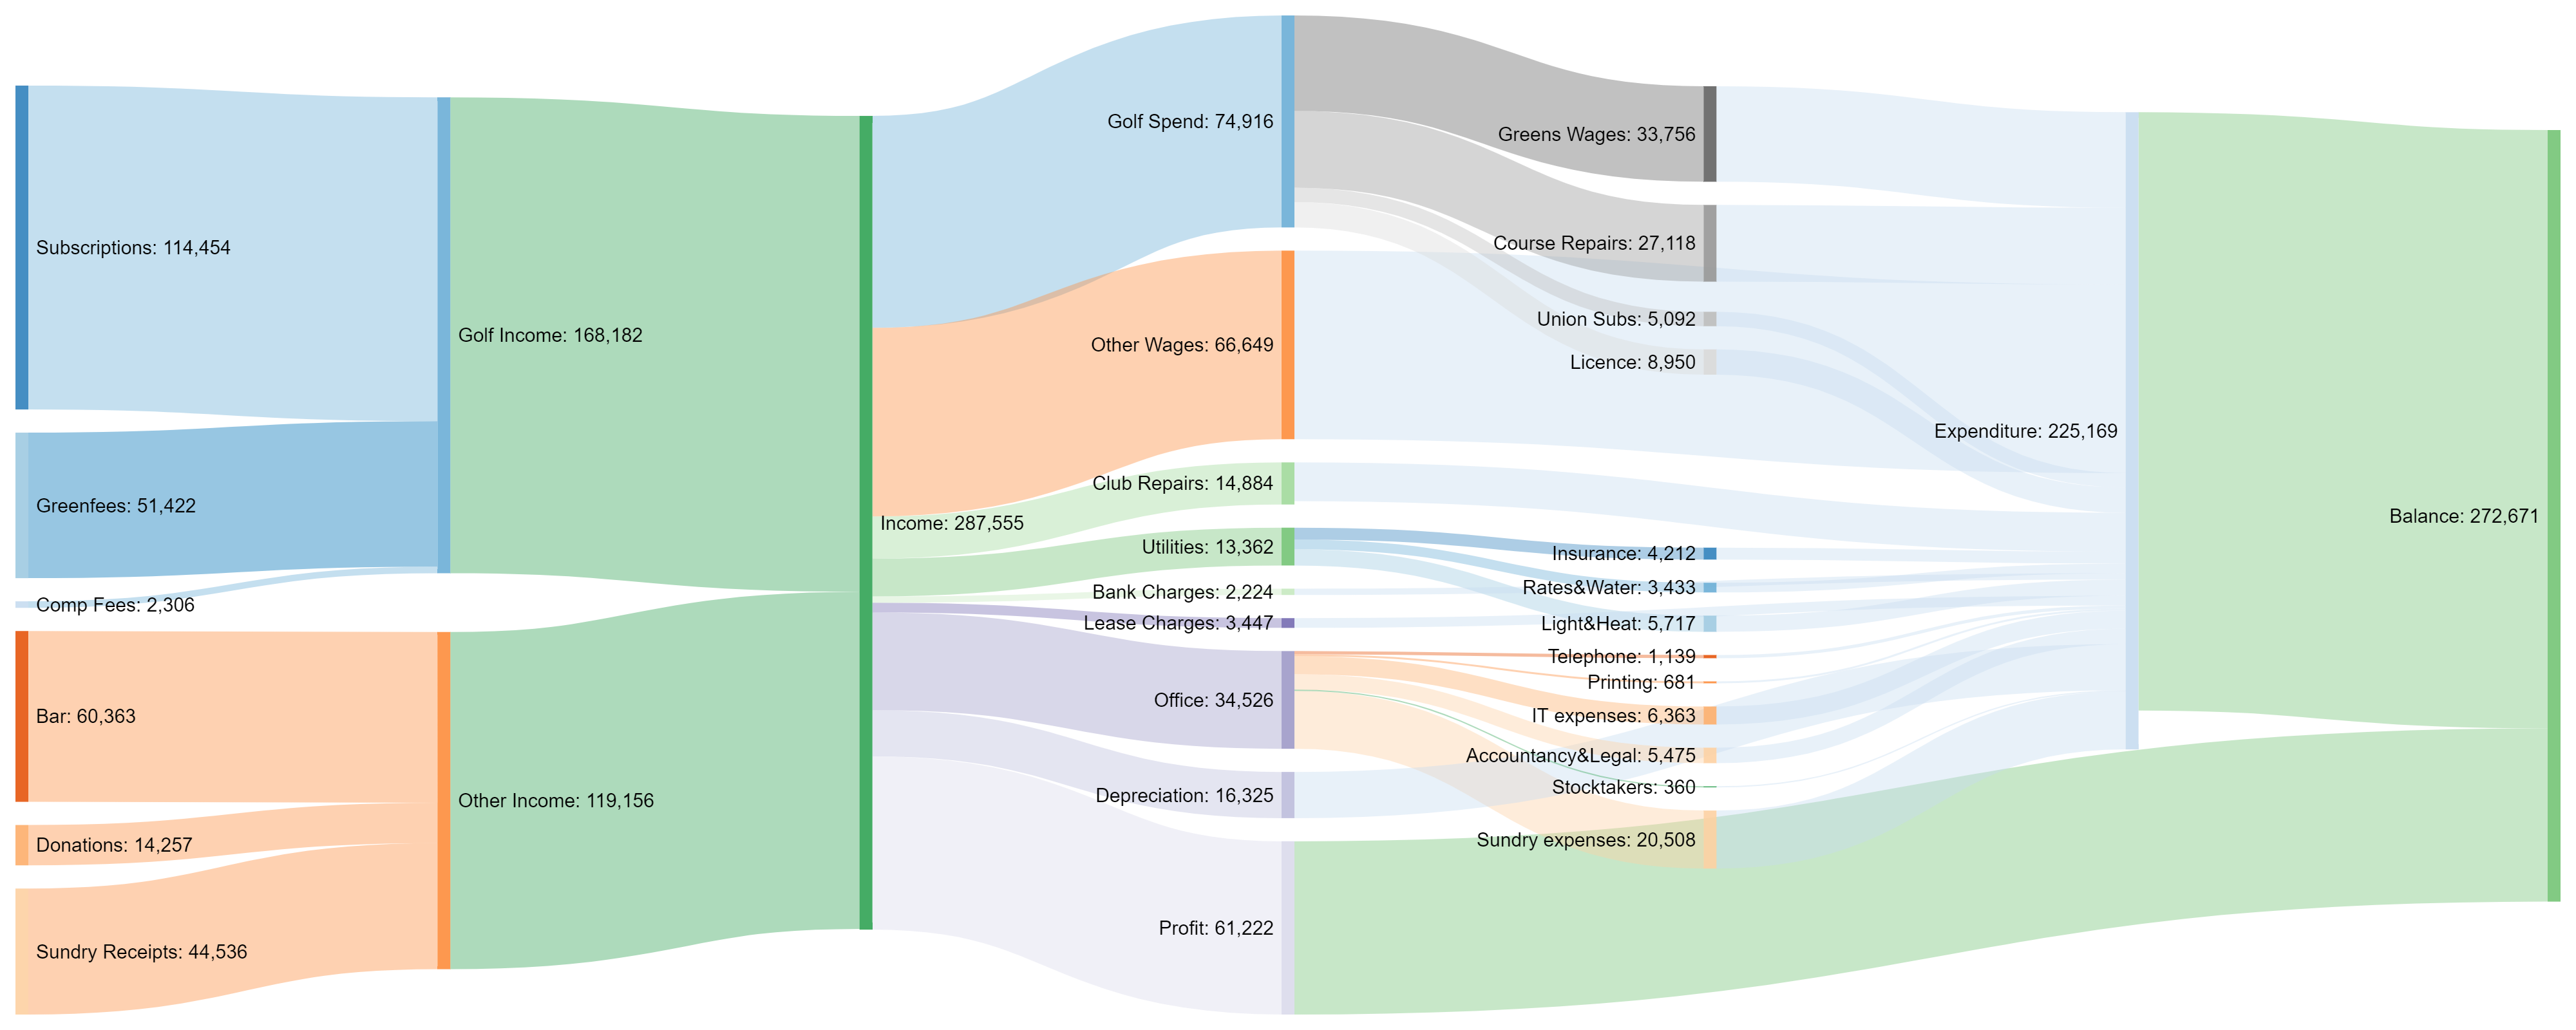 Subscriptions: 114,454
Greenfees: 51,422
Comp Fees: 2,306
Bar: 60,363
Donations: 14,257
Sundry Receipts: 44,536
Golf Income: 168,182
Other Income: 119,156
Income: 287,555
Golf Spend: 74,916
Other Wages: 66,649
Club Repairs: 14,884
Utilities: 13,362
Bank Charges: 2,224
Lease Charges: 3,447
Office: 34,526
Depreciation: 16,325
Profit: 61,222
Greens Wages: 33,756
Course Repairs: 27,118
Union Subs: 5,092
Licence: 8,950
Insurance: 4,212
Rates&Water: 3,433
Light&Heat: 5,717
Telephone: 1,139
Printing: 681
IT expenses: 6,363
Accountancy&Legal: 5,475
Stocktakers: 360
Sundry expenses: 20,508
Expenditure: 225,169
Balance: 272,671